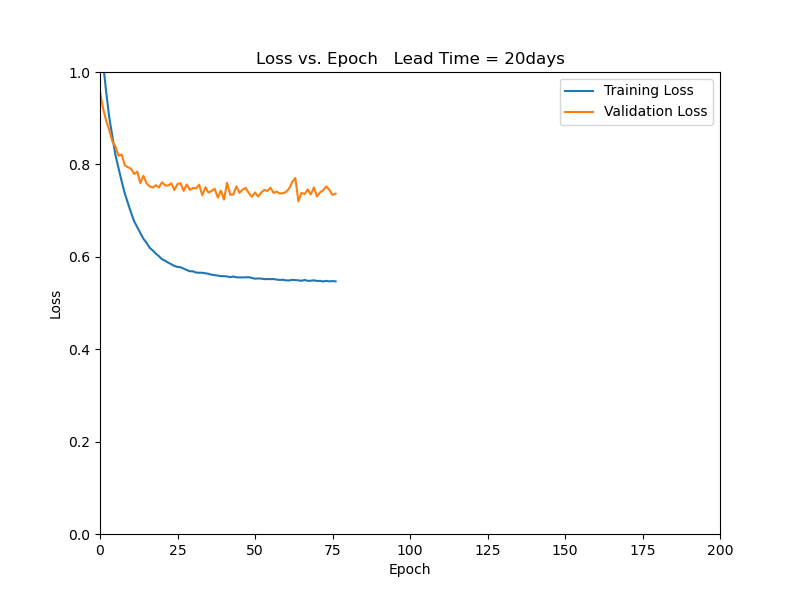 Loss vs. Epoch   Lead Time = 20days
Training Loss
Validation Loss
1.0
0.8
0.6
0.4
0.2
0.0
Loss
0 25 50 75 100 125 150 175 200
Epoch